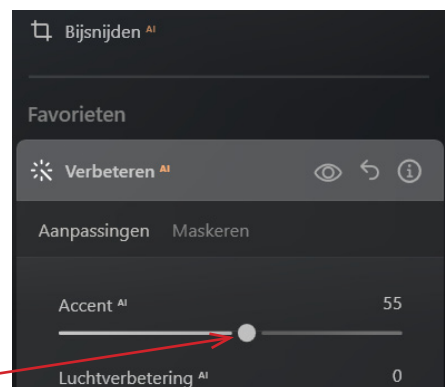 Bijsnijden AI
Favorieten
Verbeteren AI
Aanpassingen Maskeren
Accent AI 55
Luchtverbetering AI 0